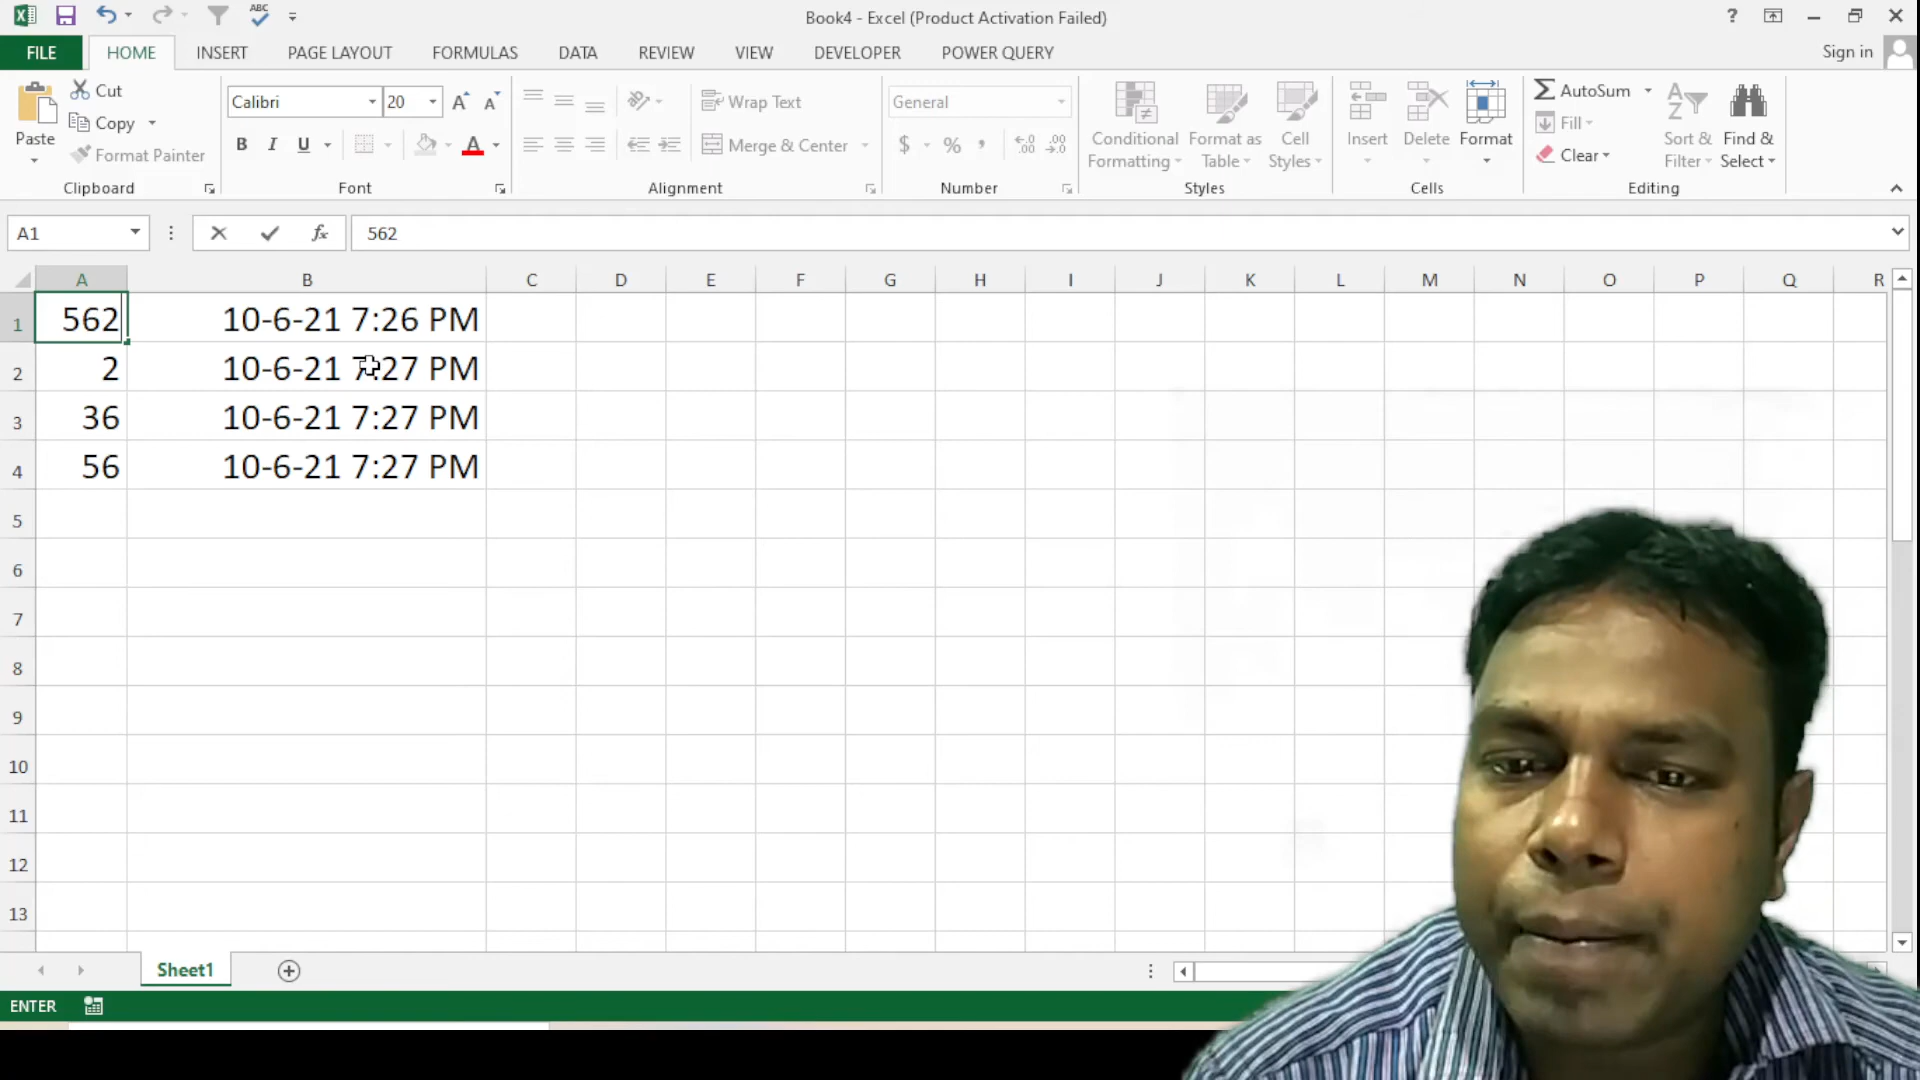 ABC
Book4 - Excel (Product Activation Failed)
?
FILE HOME INSERT PAGE LAYOUT FORMULAS DATA REVIEW VIEW DEVELOPER POWER QUERY Sign in
Paste
Cut
Copy
Format Painter
Clipboard
Calibri 20
A A
B I U A
Font
Wrap Text
Merge & Center
Alignment
General
$ % ,
Number
Conditional Formatting
Format as Table
Cell Styles
Styles
Insert
Delete
Format
Cells
AutoSum
Fill
Clear
Sort & Filter
Find & Select
Editing
A1 fx 562
A B C D E F G H I J K L M N O P Q R
1 562 10-6-21 7:26 PM
2 2 10-6-21 7:27 PM
3 36 10-6-21 7:27 PM
4 56 10-6-21 7:27 PM
5
6
7
8
9
10
11
12
13
Sheet1
ENTER